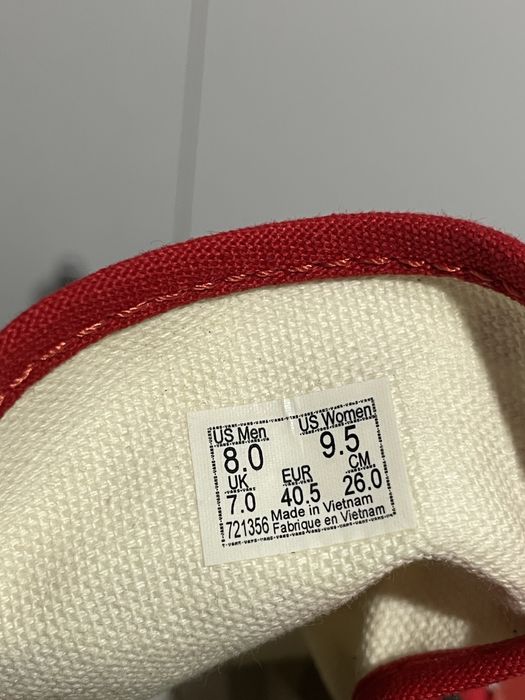 US Men US Women
8.0 9.5
UK EUR CM
7.0 40.5 26.0
721356 Made in Vietnam
Fabrique en Vietnam